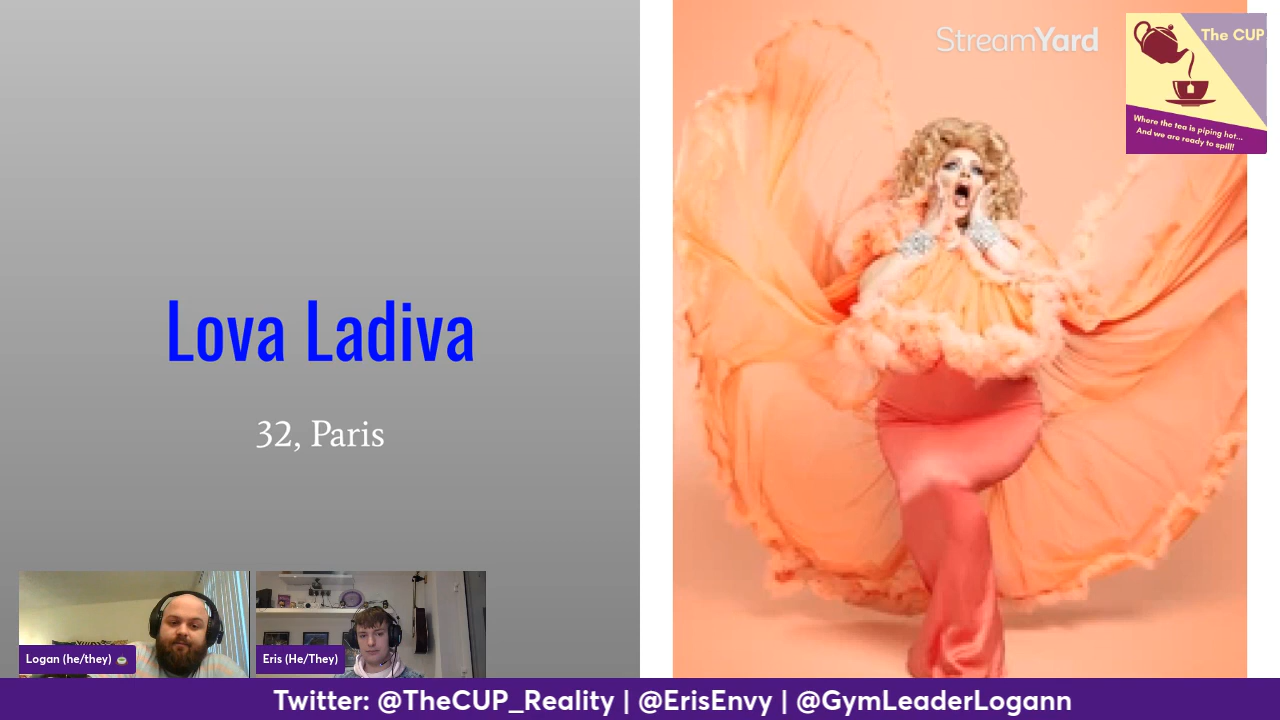 StreamYard
The CUP
Where the tea is piping hot...
And we are ready to spill!
Lova Ladiva
32, Paris
Logan (he/they)
Eris (He/They)
Twitter: @TheCUP_Reality | @ErisEnvy | @GymLeaderLogann